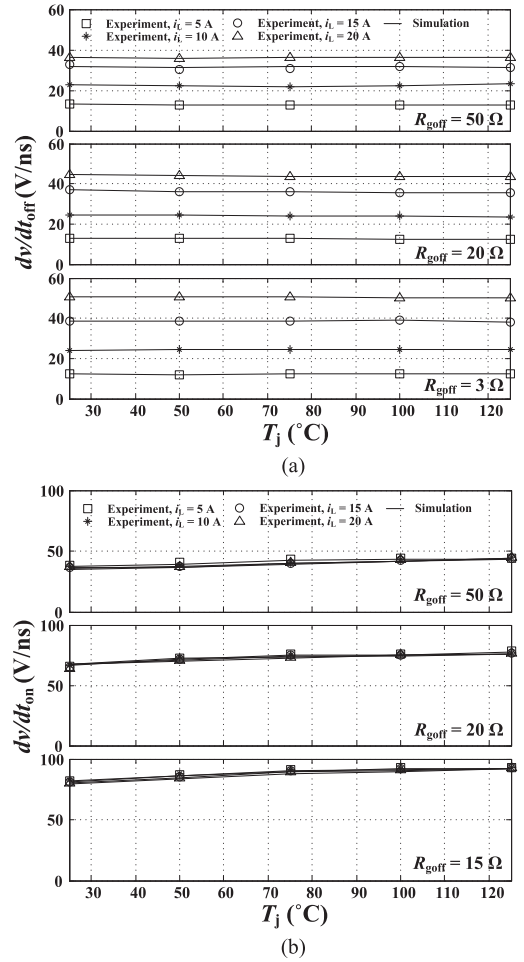 60
Experiment, iL = 5 A
Experiment, iL = 15 A
Simulation
Experiment, iL = 10 A
Experiment, iL = 20 A
40
20
0
Rgoff = 50 Ω
60
40
20
0
Rgoff = 20 Ω
dv/dtoff (V/ns)
60
40
20
0
Rgoff = 3 Ω
30 40 50 60 70 80 90 100 110 120
Tj (°C)
(a)
100
Experiment, iL = 5 A
Experiment, iL = 15 A
Simulation
Experiment, iL = 10 A
Experiment, iL = 20 A
50
0
Rgoff = 50 Ω
100
50
0
Rgoff = 20 Ω
dv/dton (V/ns)
100
50
0
Rgoff = 15 Ω
30 40 50 60 70 80 90 100 110 120
Tj (°C)
(b)